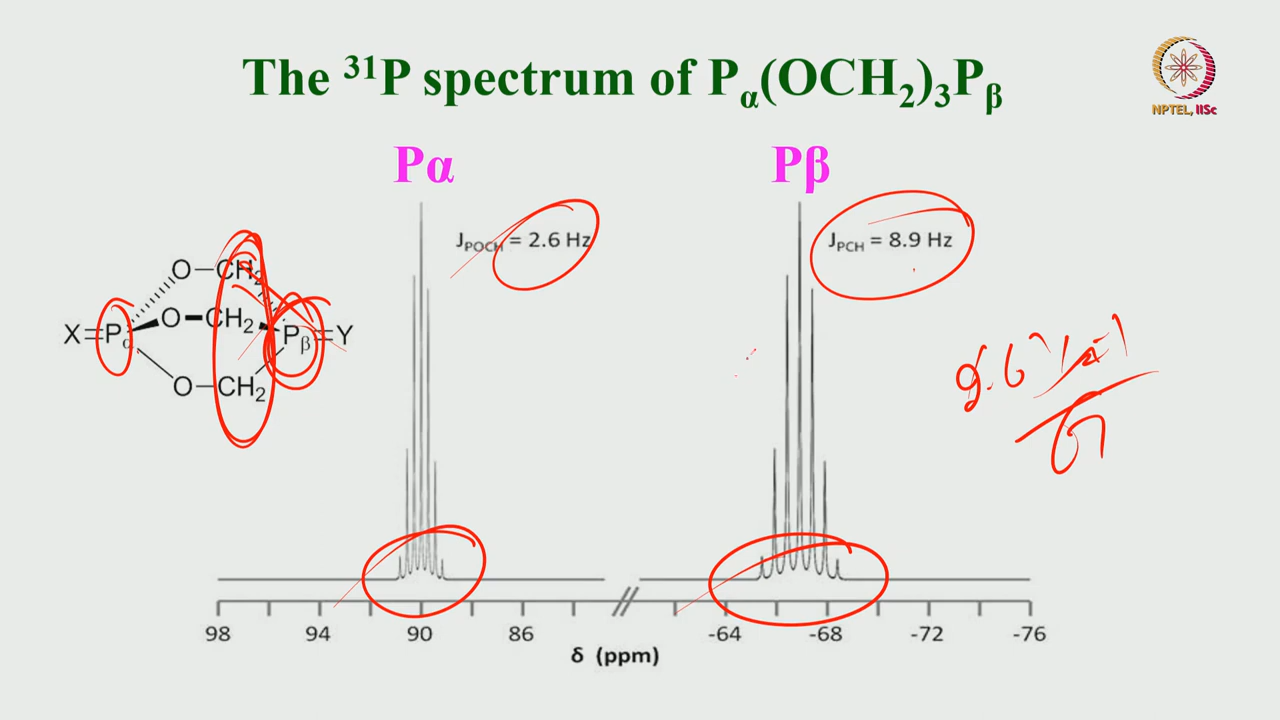 The ³¹P spectrum of Pα(OCH₂)₃Pβ
NPTEL, IISc
Pα
Pβ
J_POCH = 2.6 Hz
J_PCH = 8.9 Hz
O–CH₂
X=Pα
O–CH₂
Pβ=Y
O–CH₂
98 94 90 86 -64 -68 -72 -76
δ (ppm)